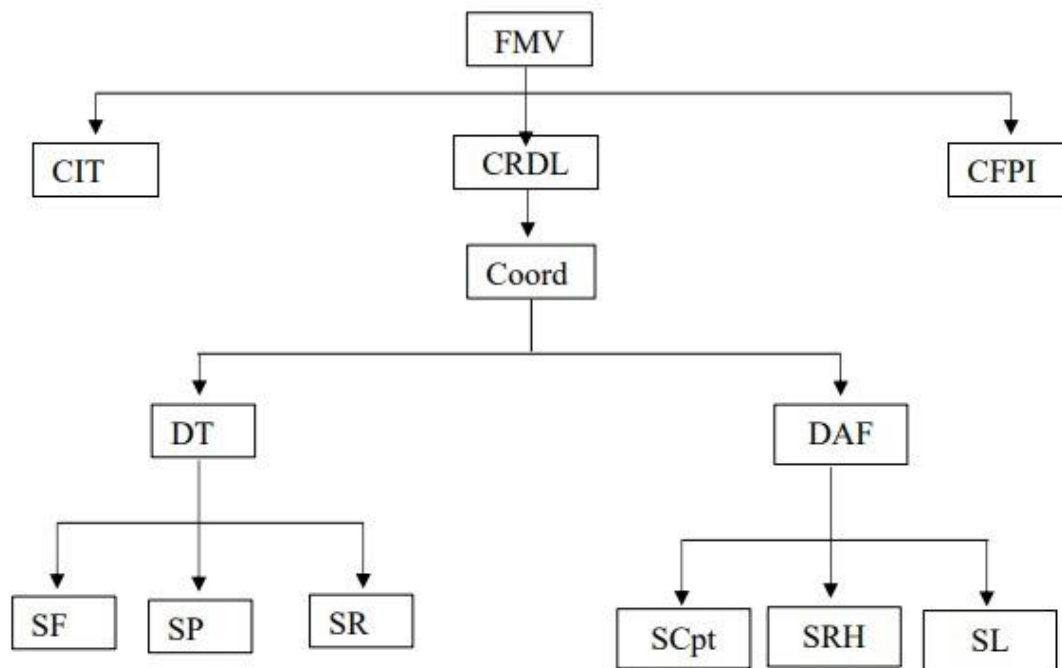 FMV
CIT
CRDL
CFPI
Coord
DT
DAF
SF
SP
SR
SCpt
SRH
SL